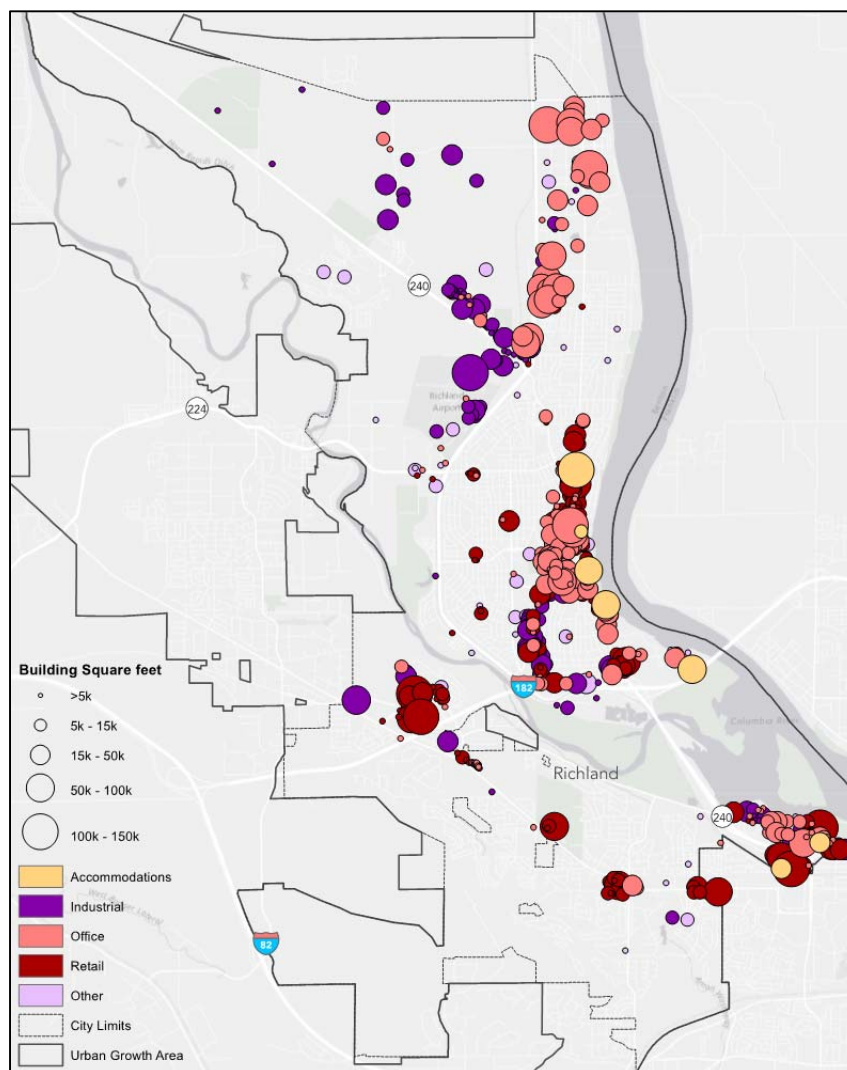 240
Richland
Airport
224
Building Square feet
>5k
5k - 15k
15k - 50k
50k - 100k
100k - 150k
182
Columbia River
Richland
240
Accommodations
Industrial
Office
Retail
Other
City Limits
Urban Growth Area
82